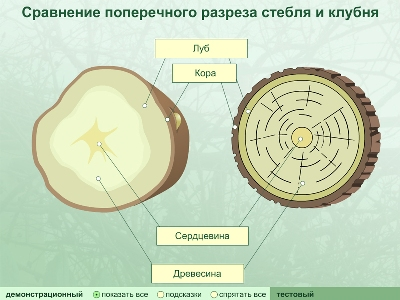 Сравнение поперечного разреза стебля и клубня
Луб
Кора
Сердцевина
Древесина
демонстрационный показать все подсказки спрятать все тестовый